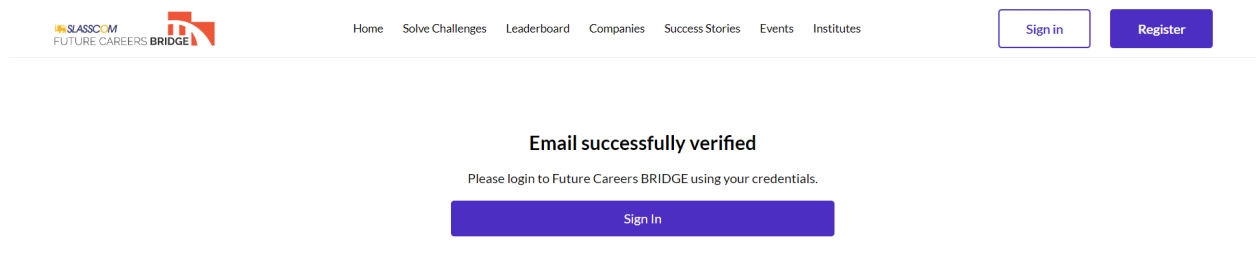 SLASSCOM
FUTURE CAREERS BRIDGE
Home Solve Challenges Leaderboard Companies Success Stories Events Institutes
Sign in Register
Email successfully verified
Please login to Future Careers BRIDGE using your credentials.
Sign In